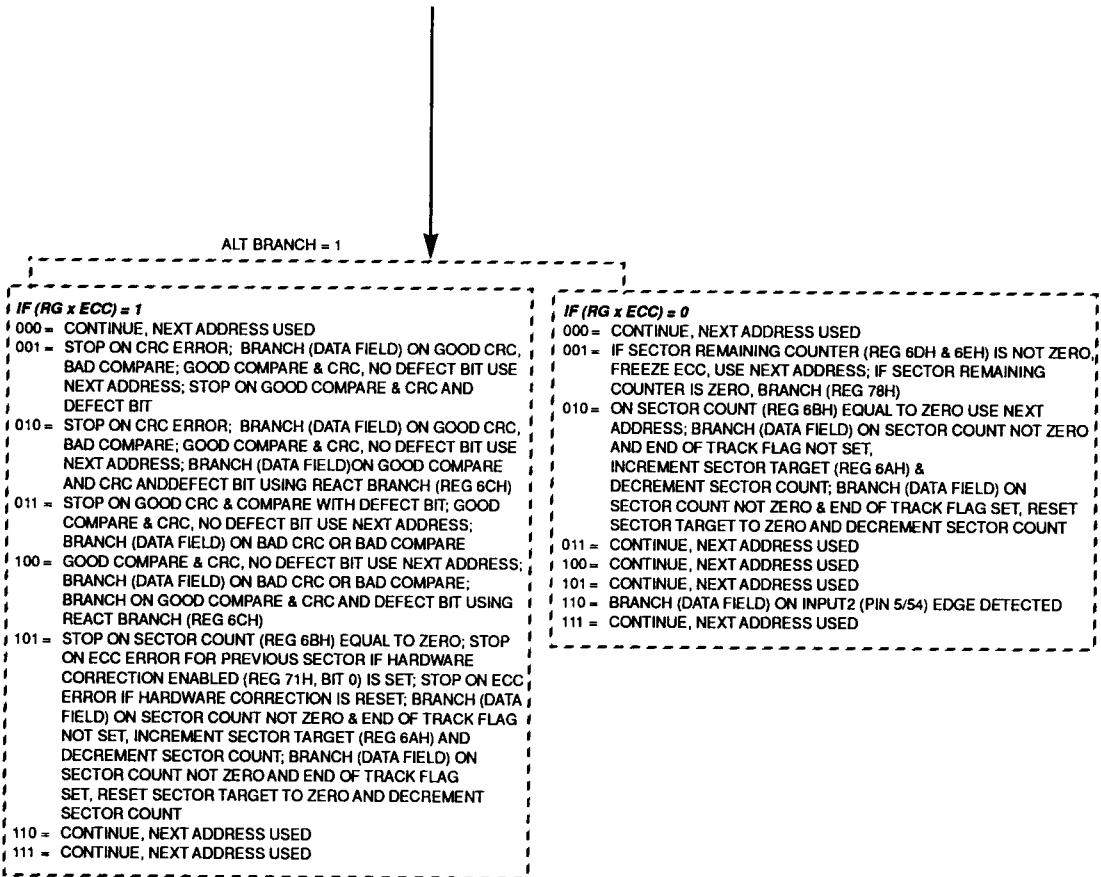 ALT BRANCH = 1
IF (RG x ECC) = 1
000 = CONTINUE, NEXT ADDRESS USED
001 = STOP ON CRC ERROR; BRANCH (DATA FIELD) ON GOOD CRC,
BAD COMPARE; GOOD COMPARE & CRC, NO DEFECT BIT USE
NEXT ADDRESS; STOP ON GOOD COMPARE & CRC AND
DEFECT BIT
010 = STOP ON CRC ERROR; BRANCH (DATA FIELD) ON GOOD CRC,
BAD COMPARE; GOOD COMPARE & CRC, NO DEFECT BIT USE
NEXT ADDRESS; BRANCH (DATA FIELD)ON GOOD COMPARE
AND CRC ANDDEFECT BIT USING REACT BRANCH (REG 6CH)
011 = STOP ON GOOD CRC & COMPARE WITH DEFECT BIT; GOOD
COMPARE & CRC, NO DEFECT BIT USE NEXT ADDRESS;
BRANCH (DATA FIELD) ON BAD CRC OR BAD COMPARE
100 = GOOD COMPARE & CRC, NO DEFECT BIT USE NEXT ADDRESS;
BRANCH (DATA FIELD) ON BAD CRC OR BAD COMPARE;
BRANCH ON GOOD COMPARE & CRC AND DEFECT BIT USING
REACT BRANCH (REG 6CH)
101 = STOP ON SECTOR COUNT (REG 6BH) EQUAL TO ZERO; STOP
ON ECC ERROR FOR PREVIOUS SECTOR IF HARDWARE
CORRECTION ENABLED (REG 71H, BIT 0) IS SET; STOP ON ECC
ERROR IF HARDWARE CORRECTION IS RESET; BRANCH (DATA
FIELD) ON SECTOR COUNT NOT ZERO & END OF TRACK FLAG
NOT SET, INCREMENT SECTOR TARGET (REG 6AH) AND
DECREMENT SECTOR COUNT; BRANCH (DATA FIELD) ON
SECTOR COUNT NOT ZERO AND END OF TRACK FLAG
SET, RESET SECTOR TARGET TO ZERO AND DECREMENT
SECTOR COUNT
110 = CONTINUE, NEXT ADDRESS USED
111 = CONTINUE, NEXT ADDRESS USED
IF (RG x ECC) = 0
000 = CONTINUE, NEXT ADDRESS USED
001 = IF SECTOR REMAINING COUNTER (REG 6DH & 6EH) IS NOT ZERO,
FREEZE ECC, USE NEXT ADDRESS; IF SECTOR REMAINING
COUNTER IS ZERO, BRANCH (REG 78H)
010 = ON SECTOR COUNT (REG 6BH) EQUAL TO ZERO USE NEXT
ADDRESS; BRANCH (DATA FIELD) ON SECTOR COUNT NOT ZERO
AND END OF TRACK FLAG NOT SET,
INCREMENT SECTOR TARGET (REG 6AH) &
DECREMENT SECTOR COUNT; BRANCH (DATA FIELD) ON
SECTOR COUNT NOT ZERO & END OF TRACK FLAG SET, RESET
SECTOR TARGET TO ZERO AND DECREMENT SECTOR COUNT
011 = CONTINUE, NEXT ADDRESS USED
100 = CONTINUE, NEXT ADDRESS USED
101 = CONTINUE, NEXT ADDRESS USED
110 = BRANCH (DATA FIELD) ON INPUT2 (PIN 5/54) EDGE DETECTED
111 = CONTINUE, NEXT ADDRESS USED